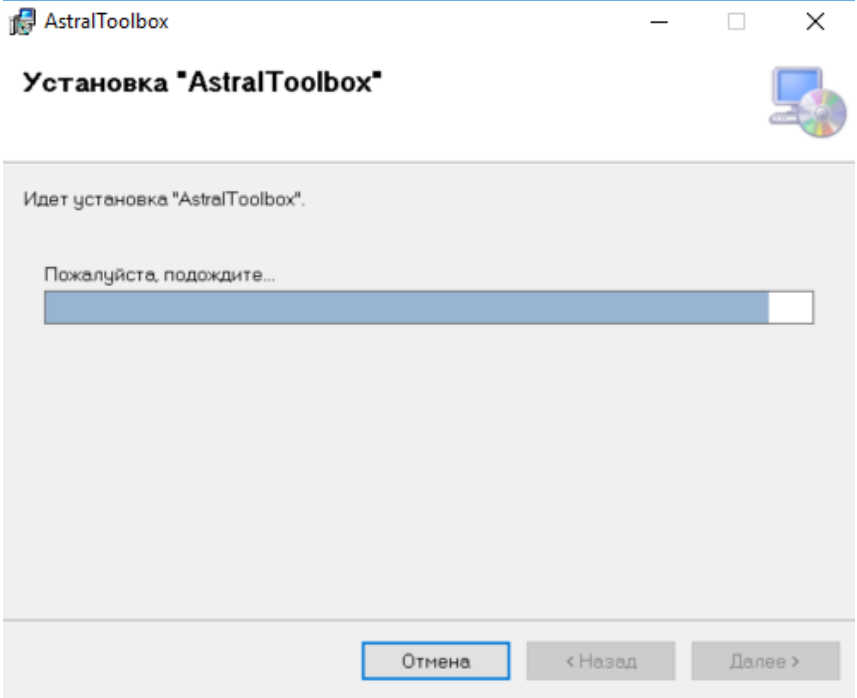 AstralToolbox
Установка "AstralToolbox"
Идет установка "AstralToolbox".
Пожалуйста, подождите...
Отмена
< Назад
Далее >